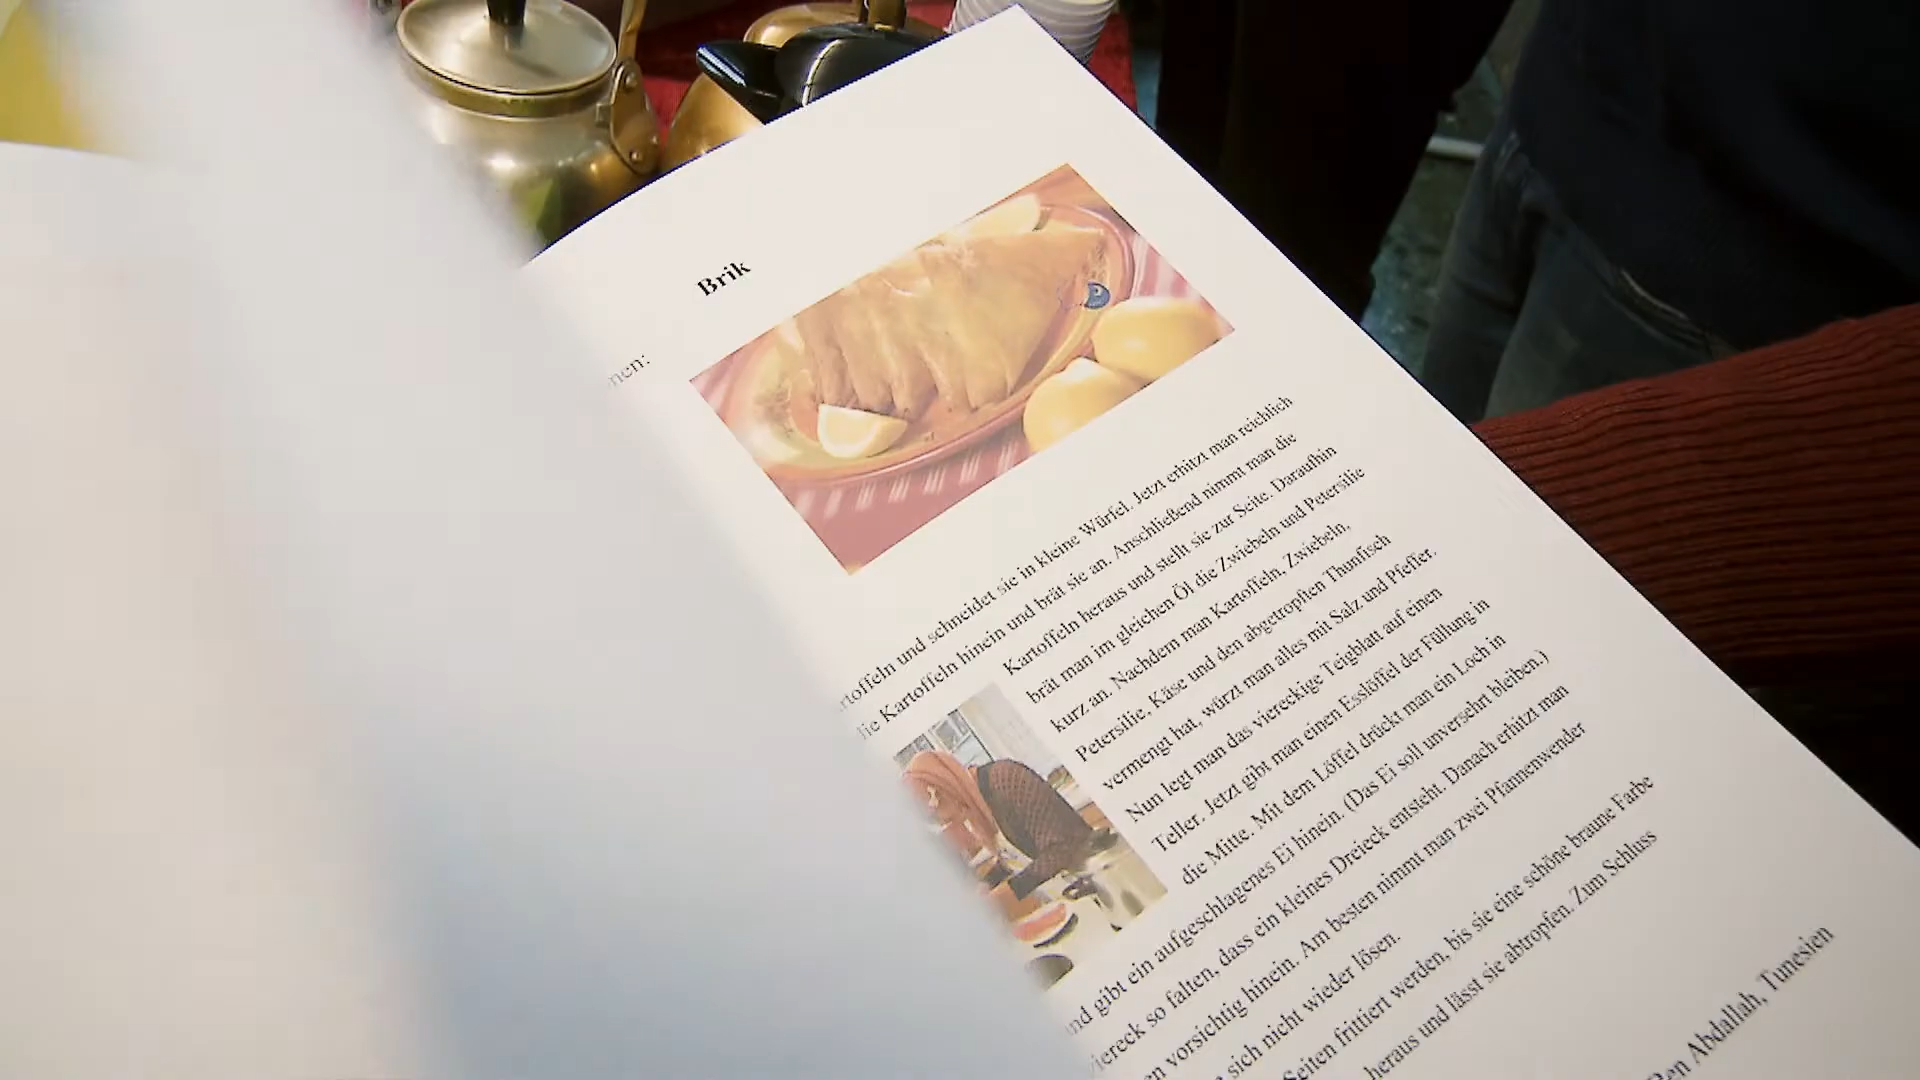 Brik
nen:
rtoffeln und schneidet sie in kleine Würfel. Jetzt erhitzt man reichlich
die Kartoffeln hinein und brät sie an. Anschließend nimmt man die
Kartoffeln heraus und stellt sie zur Seite. Daraufhin
brät man im gleichen Öl die Zwiebeln und Petersilie
kurz an. Nachdem man Kartoffeln, Zwiebeln,
Petersilie, Käse und den abgetropften Thunfisch
vermengt hat, würzt man alles mit Salz und Pfeffer.
Nun legt man das viereckige Teigblatt auf einen
Teller. Jetzt gibt man einen Esslöffel der Füllung in
die Mitte. Mit dem Löffel drückt man ein Loch in
und gibt ein aufgeschlagenes Ei hinein. (Das Ei soll unversehrt bleiben.)
iereck so falten, dass ein kleines Dreieck entsteht. Danach erhitzt man
en vorsichtig hinein. Am besten nimmt man zwei Pfannenwender
sich nicht wieder lösen.
Seiten frittiert werden, bis sie eine schöne braune Farbe
heraus und lässt sie abtropfen. Zum Schluss
Ben Abdallah, Tunesien